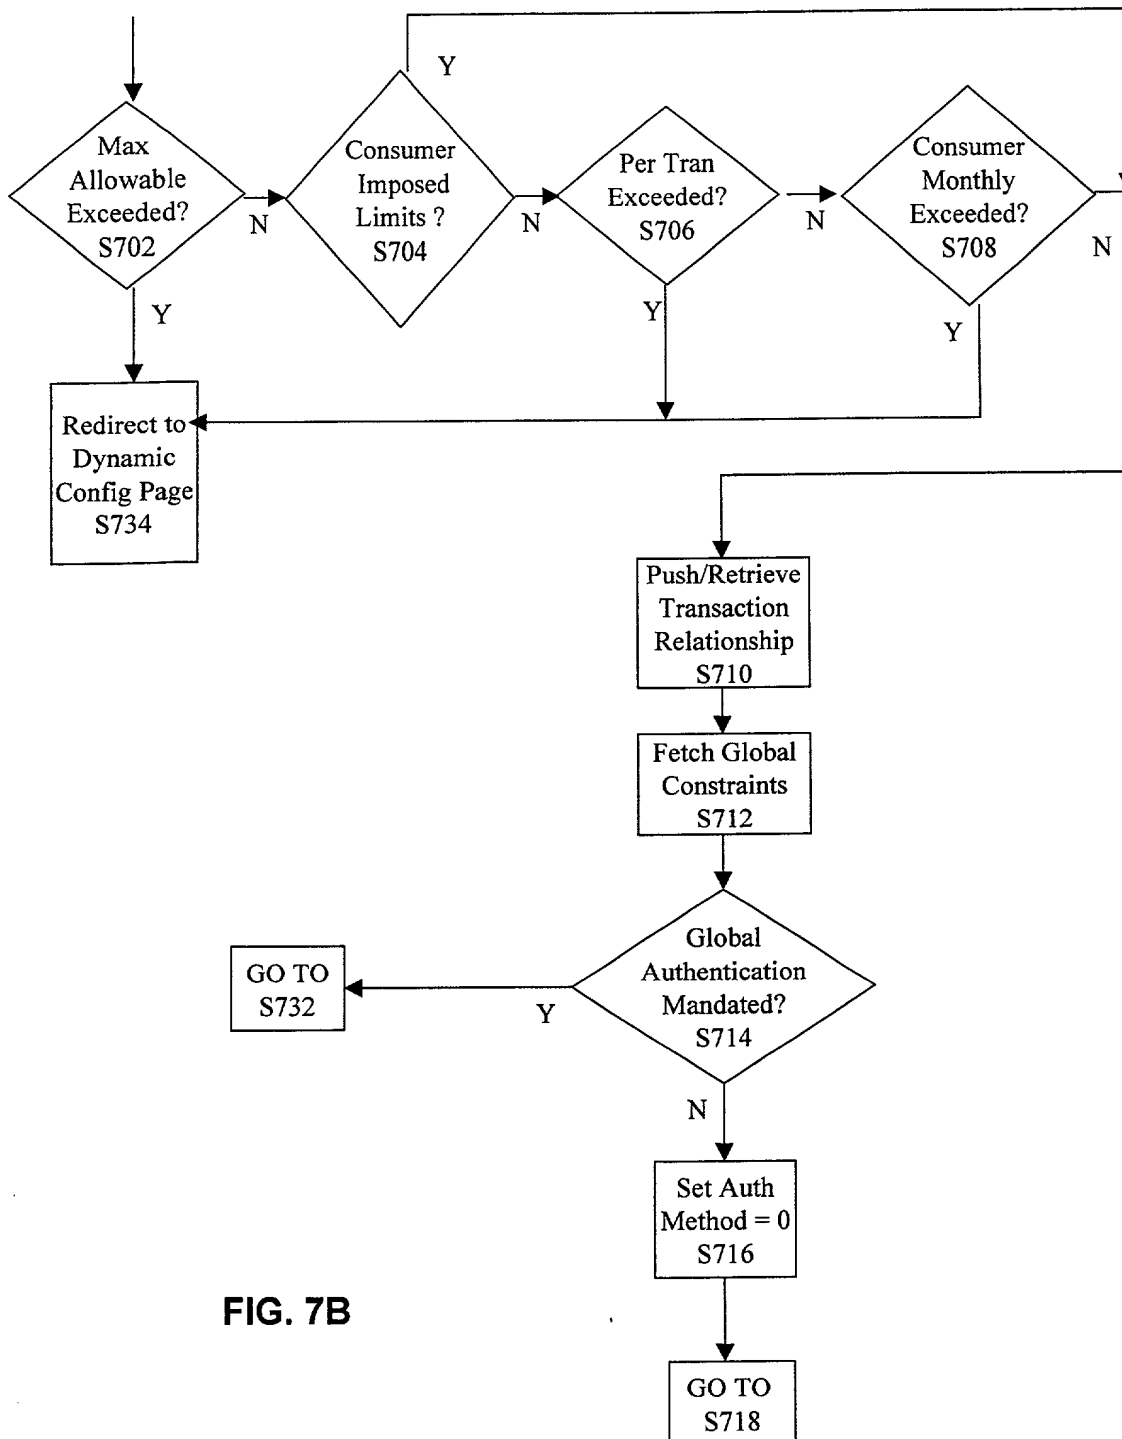 Max
Allowable
Exceeded?
S702
N
Y
Consumer
Imposed
Limits ?
S704
Y
N
Per Tran
Exceeded?
S706
N
Y
Consumer
Monthly
Exceeded?
S708
N
Y
Redirect to
Dynamic
Config Page
S734
Push/Retrieve
Transaction
Relationship
S710
Fetch Global
Constraints
S712
Global
Authentication
Mandated?
S714
Y
GO TO
S732
N
Set Auth
Method = 0
S716
GO TO
S718
FIG. 7B